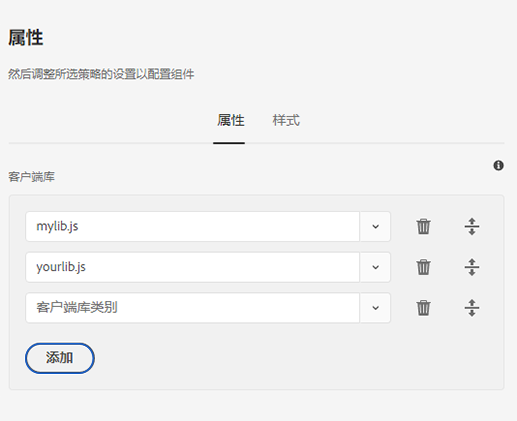 属性
然后调整所选策略的设置以配置组件
属性 样式
客户端库
mylib.js
yourlib.js
客户端库类别
添加